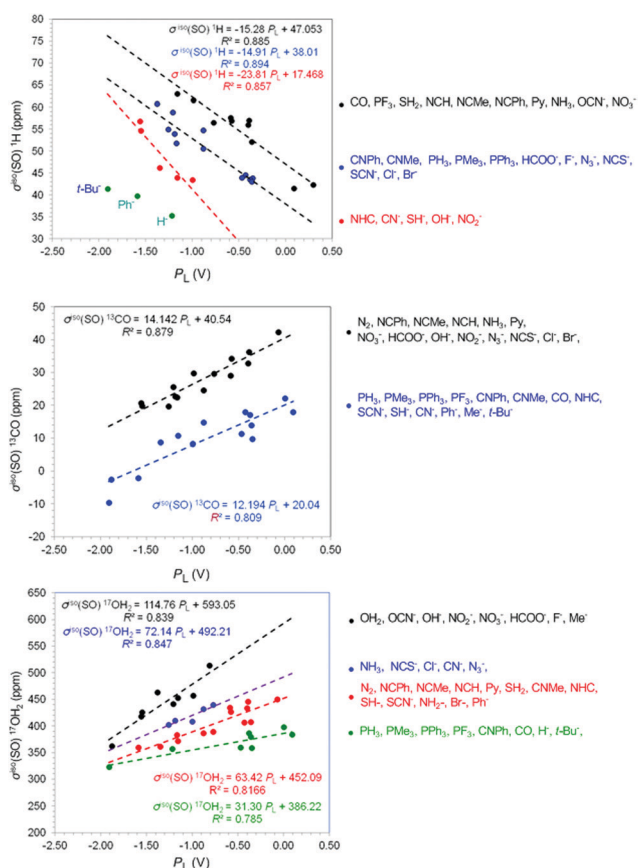 σⁱˢᵒ(SO) ¹H = -15.28 P_L + 47.053
R² = 0.885
σⁱˢᵒ(SO) ¹H = -14.91 P_L + 38.01
R² = 0.894
σⁱˢᵒ(SO) ¹H = -23.81 P_L + 17.468
R² = 0.857
80
75
70
65
60
55
50
45
40
35
30
σⁱˢᵒ(SO) ¹H (ppm)
t-Bu⁻
Ph⁻
H⁻
-2.50 -2.00 -1.50 -1.00 -0.50 0.00 0.50
P_L (V)
CO, PF₃, SH₂, NCH, NCMe, NCPh, Py, NH₃, OCN⁻, NO₃⁻
CNPh, CNMe, PH₃, PMe₃, PPh₃, HCOO⁻, F⁻, N₃⁻, NCS⁻,
SCN⁻, Cl⁻, Br⁻
NHC, CN⁻, SH⁻, OH⁻, NO₂⁻
σⁱˢᵒ(SO) ¹³CO = 14.142 P_L + 40.54
R² = 0.879
50
40
30
20
10
0
-10
-20
σⁱˢᵒ(SO) ¹³CO (ppm)
σⁱˢᵒ(SO) ¹³CO = 12.194 P_L + 20.04
R² = 0.809
-2.50 -2.00 -1.50 -1.00 -0.50 0.00 0.50
P_L (V)
N₂, NCPh, NCMe, NCH, NH₃, Py,
NO₃⁻, HCOO⁻, OH⁻, NO₂⁻, N₃⁻, NCS⁻, Cl⁻, Br⁻,
PH₃, PMe₃, PPh₃, PF₃, CNPh, CNMe, CO, NHC,
SCN⁻, SH⁻, CN⁻, Ph⁻, Me⁻, t-Bu⁻
σⁱˢᵒ(SO) ¹⁷OH₂ = 114.76 P_L + 593.05
R² = 0.839
σⁱˢᵒ(SO) ¹⁷OH₂ = 72.14 P_L + 492.21
R² = 0.847
650
600
550
500
450
400
350
300
250
200
σⁱˢᵒ(SO) ¹⁷OH₂ (ppm)
σⁱˢᵒ(SO) ¹⁷OH₂ = 63.42 P_L + 452.09
R² = 0.8166
σⁱˢᵒ(SO) ¹⁷OH₂ = 31.30 P_L + 386.22
R² = 0.785
-2.50 -2.00 -1.50 -1.00 -0.50 0.00 0.50
P_L (V)
OH₂, OCN⁻, OH⁻, NO₂⁻, NO₃⁻, HCOO⁻, F⁻, Me⁻
NH₃, NCS⁻, Cl⁻, CN⁻, N₃⁻,
N₂, NCPh, NCMe, NCH, Py, SH₂, CNMe, NHC,
SH-, SCN⁻, NH₂-, Br-, Ph⁻
PH₃, PMe₃, PPh₃, PF₃, CNPh, CO, H⁻, t-Bu⁻,